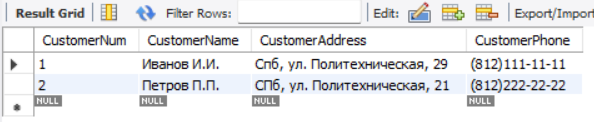 Result Grid Filter Rows: Edit: Export/Import
CustomerNum CustomerName CustomerAddress CustomerPhone
1 Иванов И.И. Спб, ул. Политехническая, 29 (812)111-11-11
2 Петров П.П. СПб, ул. Политехническая, 21 (812)222-22-22
NULL NULL NULL NULL